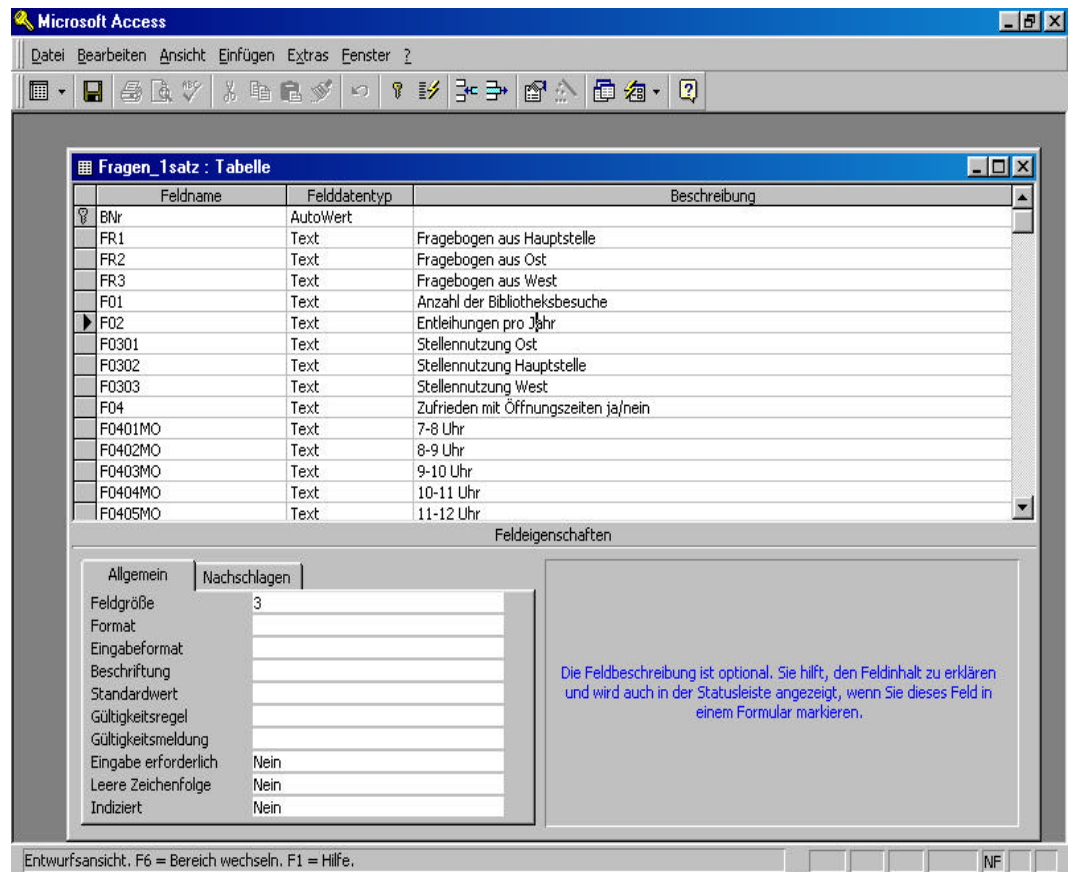 Microsoft Access
Datei Bearbeiten Ansicht Einfügen Extras Fenster ?
Fragen_1satz : Tabelle
Feldname Felddatentyp Beschreibung
BNr AutoWert
FR1 Text Fragebogen aus Hauptstelle
FR2 Text Fragebogen aus Ost
FR3 Text Fragebogen aus West
F01 Text Anzahl der Bibliotheksbesuche
F02 Text Entleihungen pro Jahr
F0301 Text Stellennutzung Ost
F0302 Text Stellennutzung Hauptstelle
F0303 Text Stellennutzung West
F04 Text Zufrieden mit Öffnungszeiten ja/nein
F0401MO Text 7-8 Uhr
F0402MO Text 8-9 Uhr
F0403MO Text 9-10 Uhr
F0404MO Text 10-11 Uhr
F0405MO Text 11-12 Uhr
Feldeigenschaften
Allgemein Nachschlagen
Feldgröße 3
Format
Eingabeformat
Beschriftung
Standardwert
Gültigkeitsregel
Gültigkeitsmeldung
Eingabe erforderlich Nein
Leere Zeichenfolge Nein
Indiziert Nein
Die Feldbeschreibung ist optional. Sie hilft, den Feldinhalt zu erklären
und wird auch in der Statusleiste angezeigt, wenn Sie dieses Feld in
einem Formular markieren.
Entwurfsansicht. F6 = Bereich wechseln. F1 = Hilfe. NF